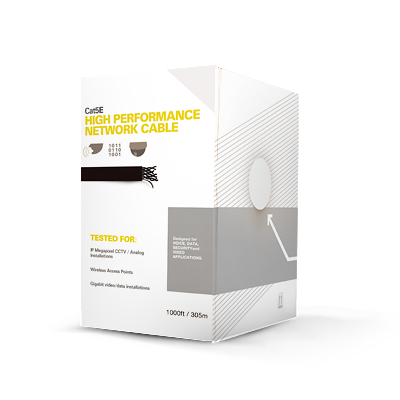 Cat5E
HIGH PERFORMANCE
NETWORK CABLE
1011
0110
1001
TESTED FOR:
IP Megapixel CCTV / Analog
Installations
Wireless Access Points
Gigabit video/data installations
Designed for
VOICE, DATA,
SECURITY and
VIDEO
APPLICATIONS.
1000ft / 305m